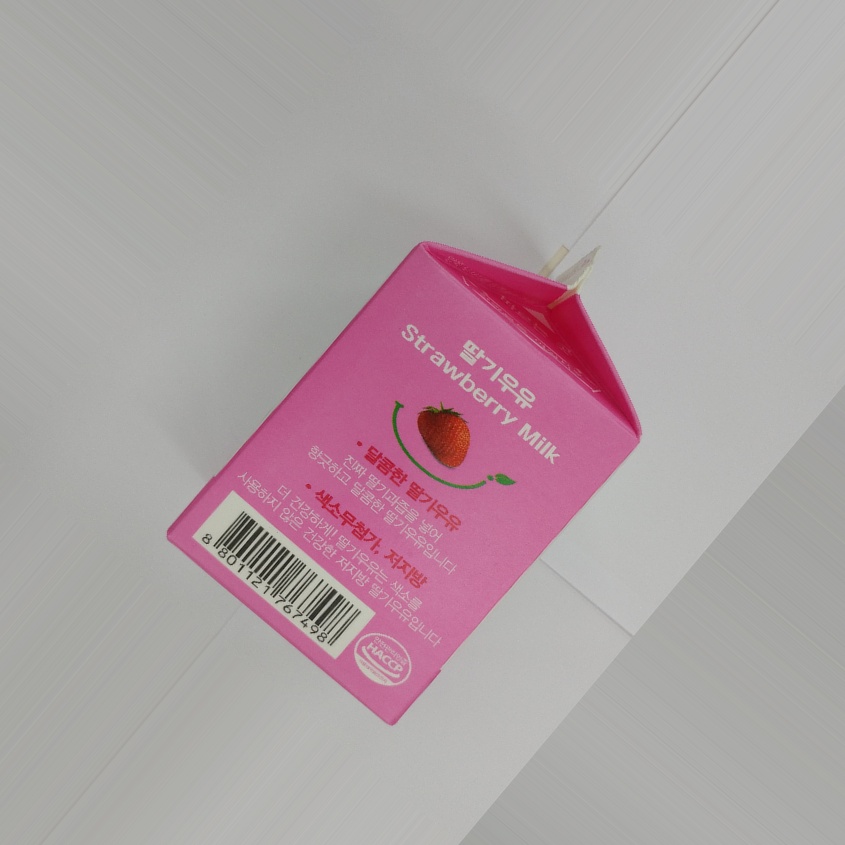 딸기우유
Strawberry Milk
• 달콤한 딸기우유
진짜 딸기과즙을 넣어
향긋하고 달콤한 딸기우유입니다
• 색소무첨가, 저지방
더 건강하게! 딸기우유는 색소를
사용하지 않은 건강한 저지방 딸기우유입니다
8 801121 767498
HACCP